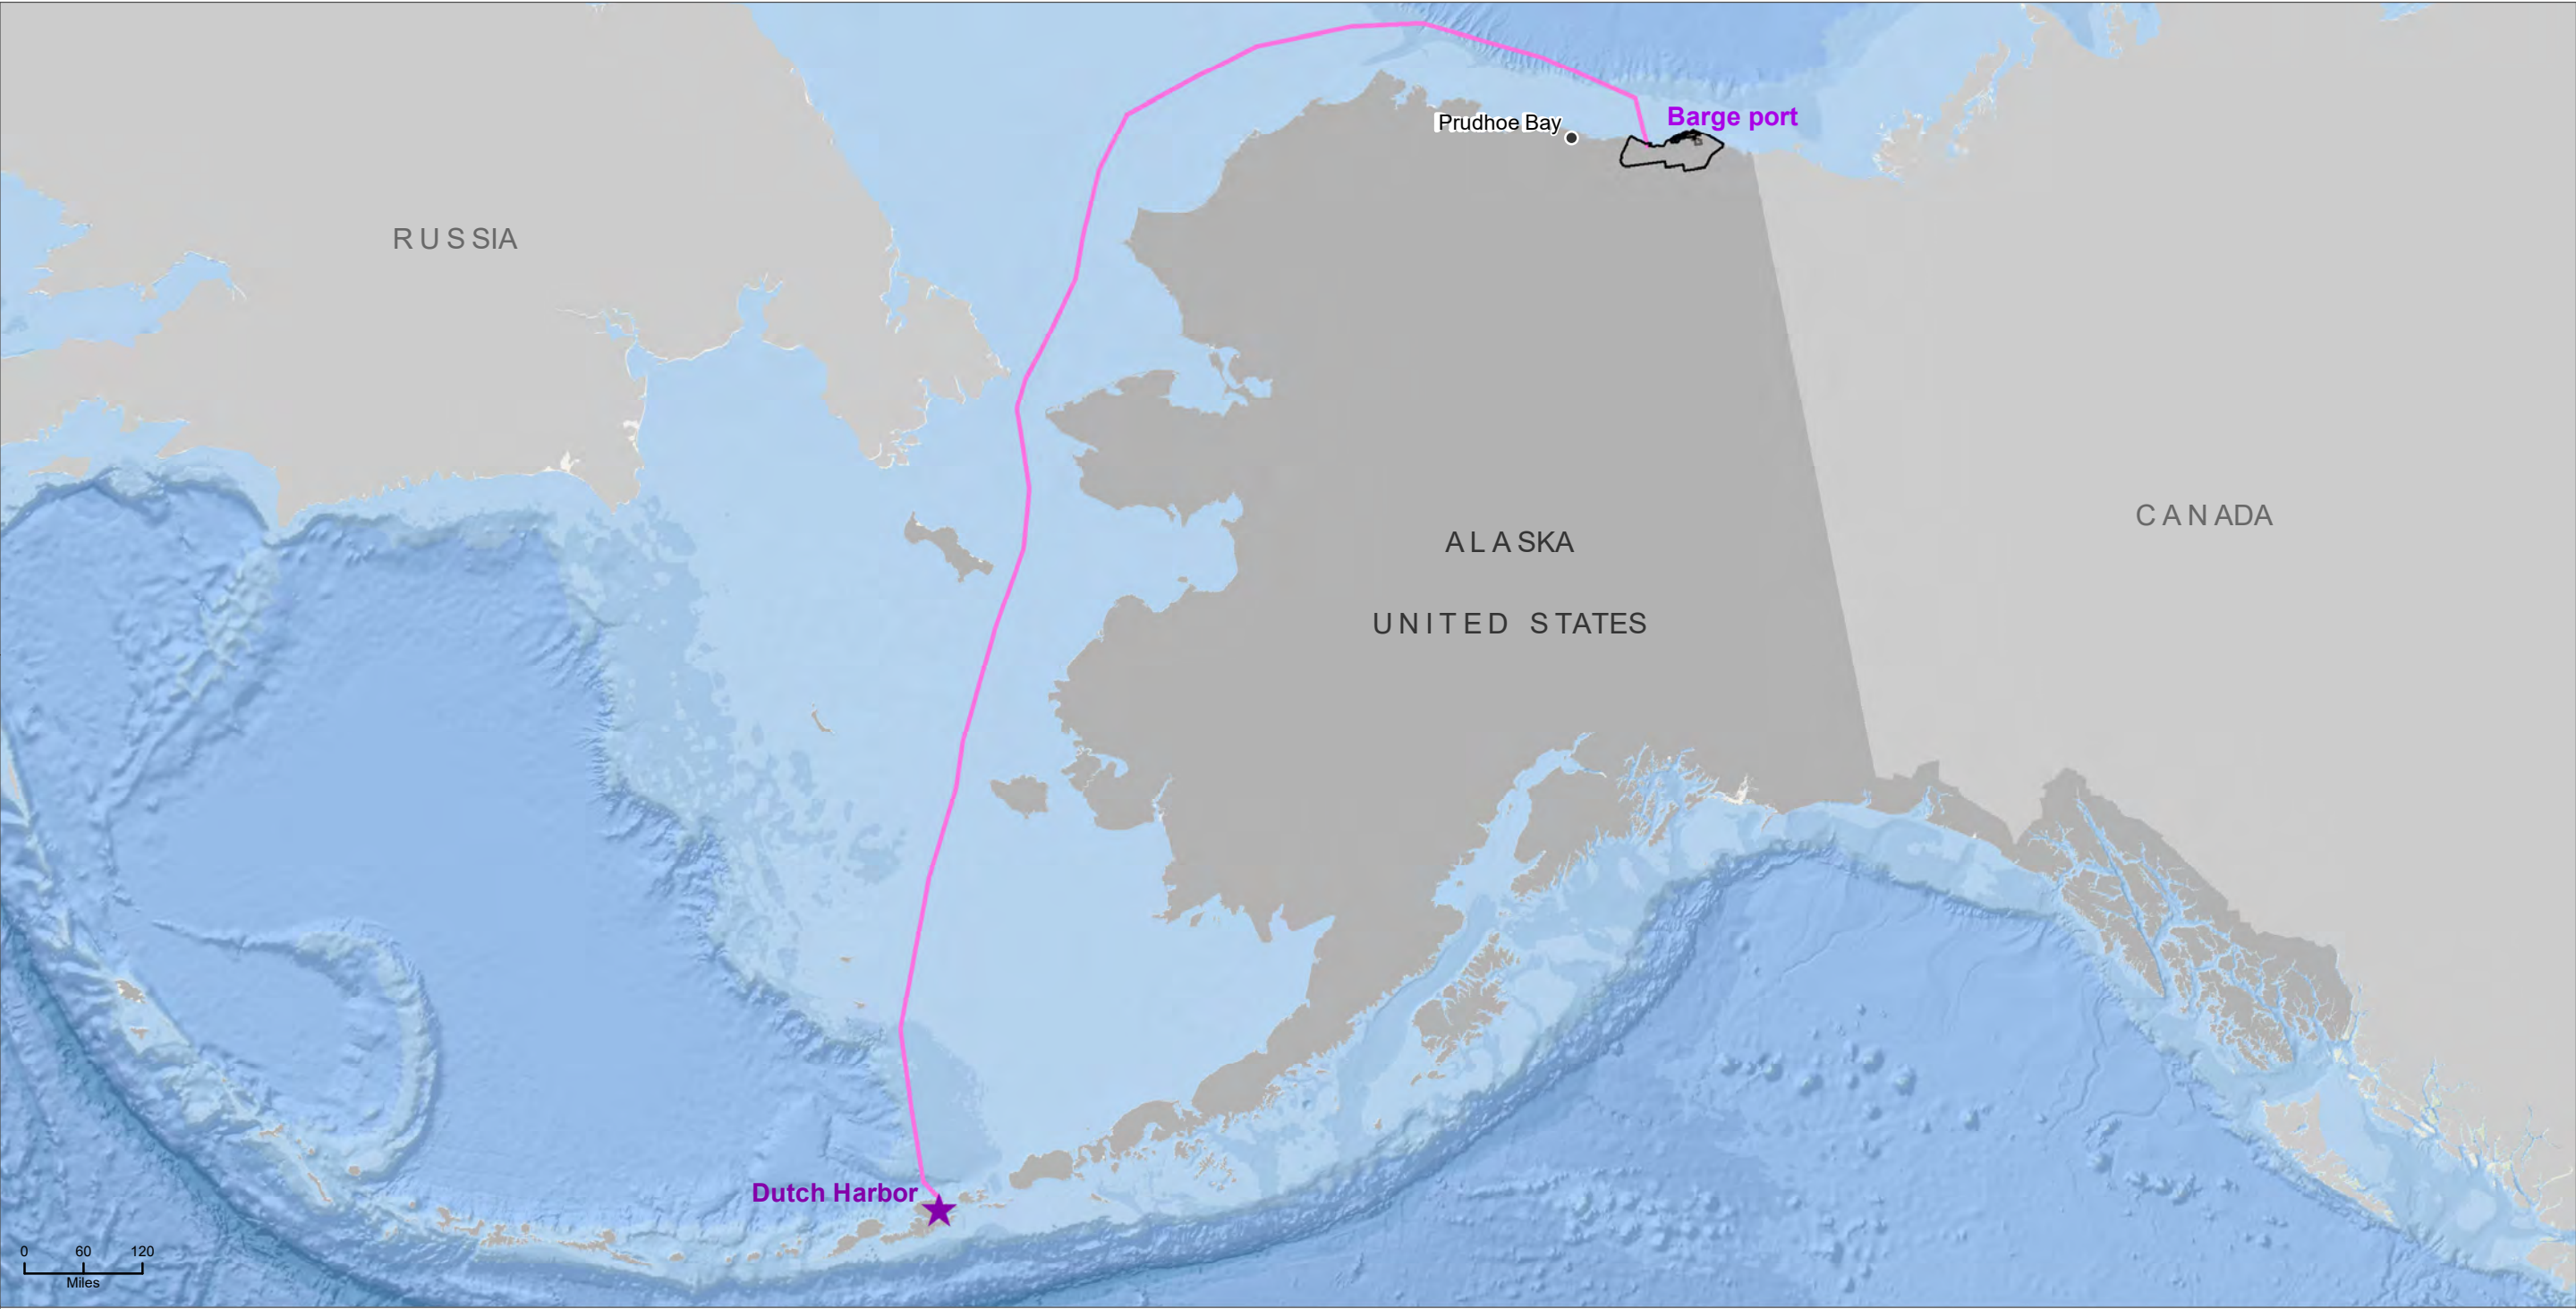 Barge port
Prudhoe Bay
RUSSIA
CANADA
ALASKA
UNITED STATES
Dutch Harbor
0 60 120
Miles